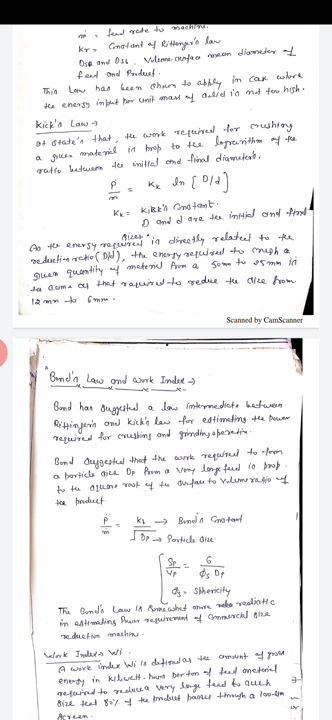 ṁ = feed rate to machine.
Kr = Constant of Rittenger's law
Dsa and Dsb. Volume surface mean diameter of
feed and Product.
This Law has been shown to apply in case where
the energy input per unit mass of solid is not too high.
Kick's Law →
It state's that, the work required for crushing
a given material is prop to the logarithm of the
ratio between the initial and final diameters.
P/ṁ = Kk ln [D/d]
Kk = Kick's Constant.
D and d are the initial and final
sizes.
As the energy required is directly related to the
reduction ratio (D/d), the energy required to crush a
given quantity of material from a 50mm to 25mm is
the same as that required to reduce the size from
12mm to 6mm.
Scanned by CamScanner
Bond's Law and Work Index →
Bond has suggested a law intermediate between
Rittinger's and Kick's law for estimating the power
required for crushing and grinding operation.
Bond suggested that the work required to form
a particle size Dp from a very large feed is prop.
to the square root of the surface to volume ratio of
the product.
P/ṁ = Kb/√Dp → Bond's Constant
→ Particle size.
Sp/Vp = 6/Φs Dp
Φs = Sphericity
The Bond's Law is somewhat more realistic
in estimating Power requirement of Commercial size
reduction machine.
Work Index:- Wi.
A work index Wi is defined as the amount of gross
energy in kilowatt-hours per ton of feed material
required to reduce a very large feed to such
size that 80% of the product passes through a 100-um
screen.